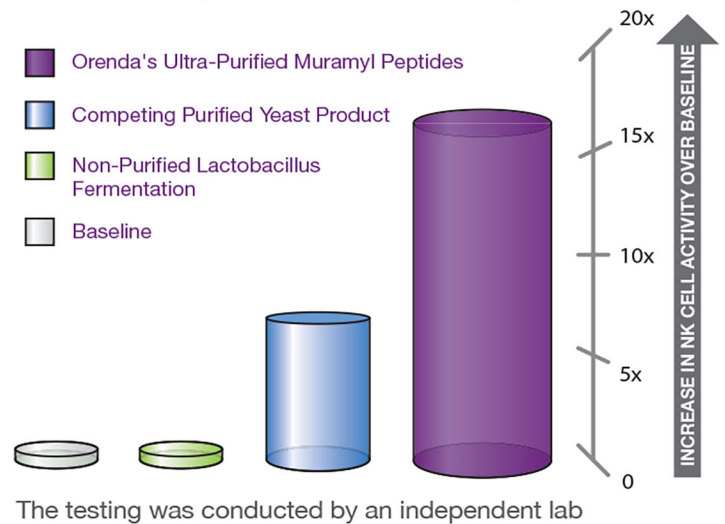 Orenda's Ultra-Purified Muramyl Peptides
Competing Purified Yeast Product
Non-Purified Lactobacillus
Fermentation
Baseline
20x
15x
10x
5x
0
INCREASE IN NK CELL ACTIVITY OVER BASELINE
The testing was conducted by an independent lab